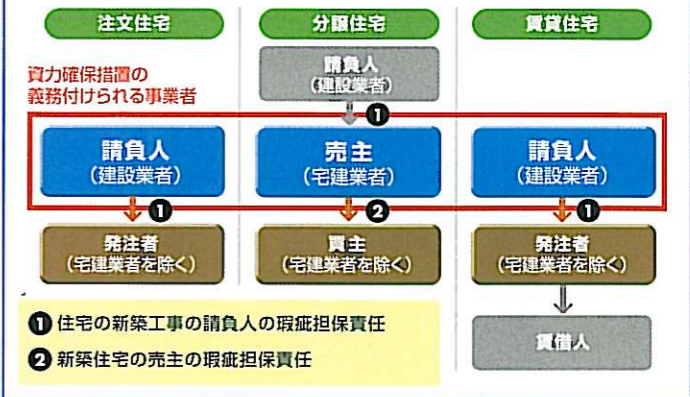 注文住宅
分譲住宅
賃貸住宅
請負人
(建設業者)
資力確保措置の
義務付けられる事業者
❶
請負人
(建設業者)
売主
(宅建業者)
請負人
(建設業者)
❶
❷
❶
発注者
(宅建業者を除く)
買主
(宅建業者を除く)
発注者
(宅建業者を除く)
❶ 住宅の新築工事の請負人の瑕疵担保責任
❷ 新築住宅の売主の瑕疵担保責任
賃借人